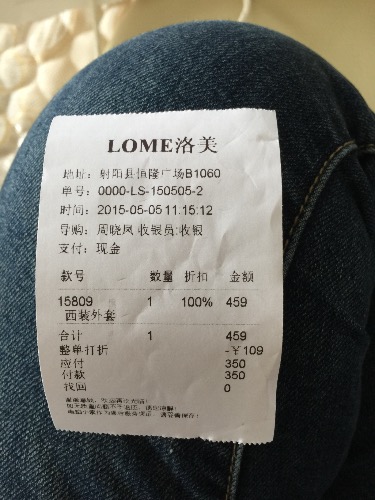 LOME洛美
地址：射阳县恒隆广场B1060
单号：0000-LS-150505-2
时间：2015-05-05 11:15:12
导购：周晓凤 收银员:收银
支付：现金
款号 数量 折扣 金额
15809 1 100% 459
西装外套
合计 1 459
整单打折 -￥109
应付 350
付款 350
找回 0